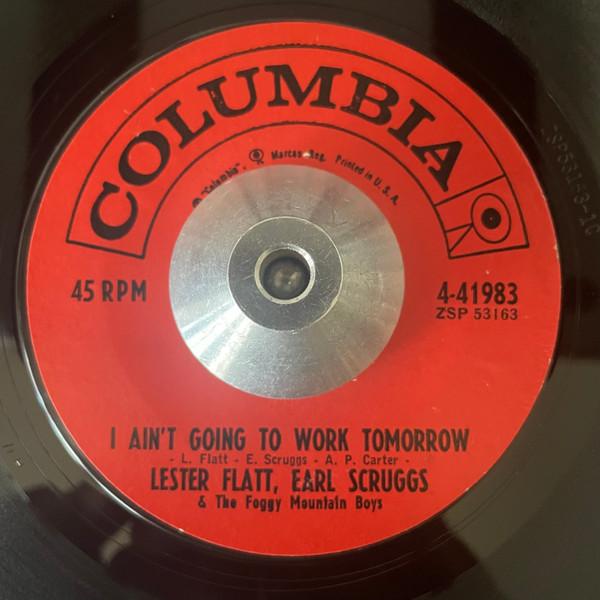 COLUMBIA
"Columbia", Marcas Reg. Printed in U.S.A.
45 RPM
4-41983
ZSP 53163
I AIN'T GOING TO WORK TOMORROW
- L. Flatt - E. Scruggs - A. P. Carter -
LESTER FLATT, EARL SCRUGGS
& The Foggy Mountain Boys